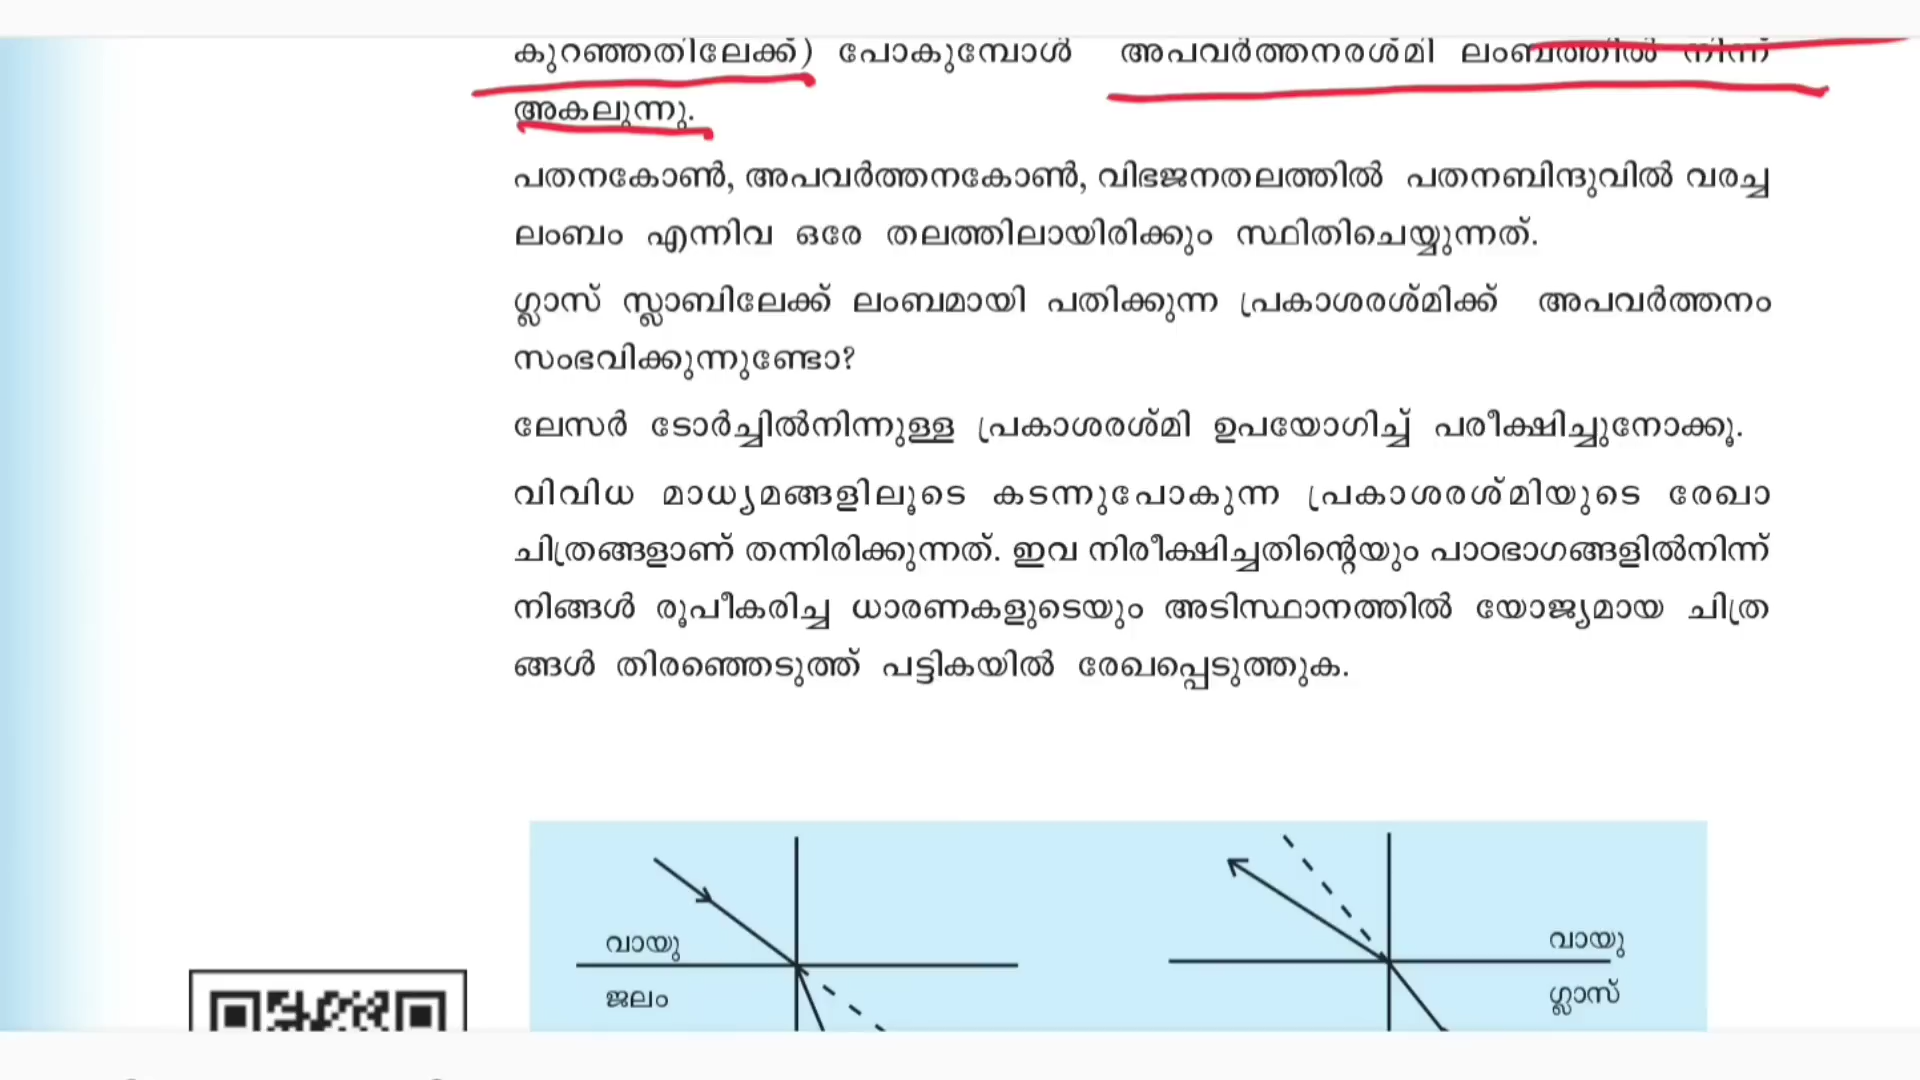 കുറഞ്ഞതിലേക്ക്) പോകുമ്പോൾ അപവർത്തനരശ്മി ലംബത്തിൽ നിന്ന്
അകലുന്നു.
പതനകോൺ, അപവർത്തനകോൺ, വിഭജനതലത്തിൽ പതനബിന്ദുവിൽ വരച്ച
ലംബം എന്നിവ ഒരേ തലത്തിലായിരിക്കും സ്ഥിതിചെയ്യുന്നത്.
ഗ്ലാസ് സ്ലാബിലേക്ക് ലംബമായി പതിക്കുന്ന പ്രകാശരശ്മിക്ക് അപവർത്തനം
സംഭവിക്കുന്നുണ്ടോ?
ലേസർ ടോർച്ചിൽനിന്നുള്ള പ്രകാശരശ്മി ഉപയോഗിച്ച് പരീക്ഷിച്ചുനോക്കൂ.
വിവിധ മാധ്യമങ്ങളിലൂടെ കടന്നുപോകുന്ന പ്രകാശരശ്മിയുടെ രേഖാ
ചിത്രങ്ങളാണ് തന്നിരിക്കുന്നത്. ഇവ നിരീക്ഷിച്ചതിന്റെയും പാഠഭാഗങ്ങളിൽനിന്ന്
നിങ്ങൾ രൂപീകരിച്ച ധാരണകളുടെയും അടിസ്ഥാനത്തിൽ യോജ്യമായ ചിത്ര
ങ്ങൾ തിരഞ്ഞെടുത്ത് പട്ടികയിൽ രേഖപ്പെടുത്തുക.
വായു
ജലം
വായു
ഗ്ലാസ്